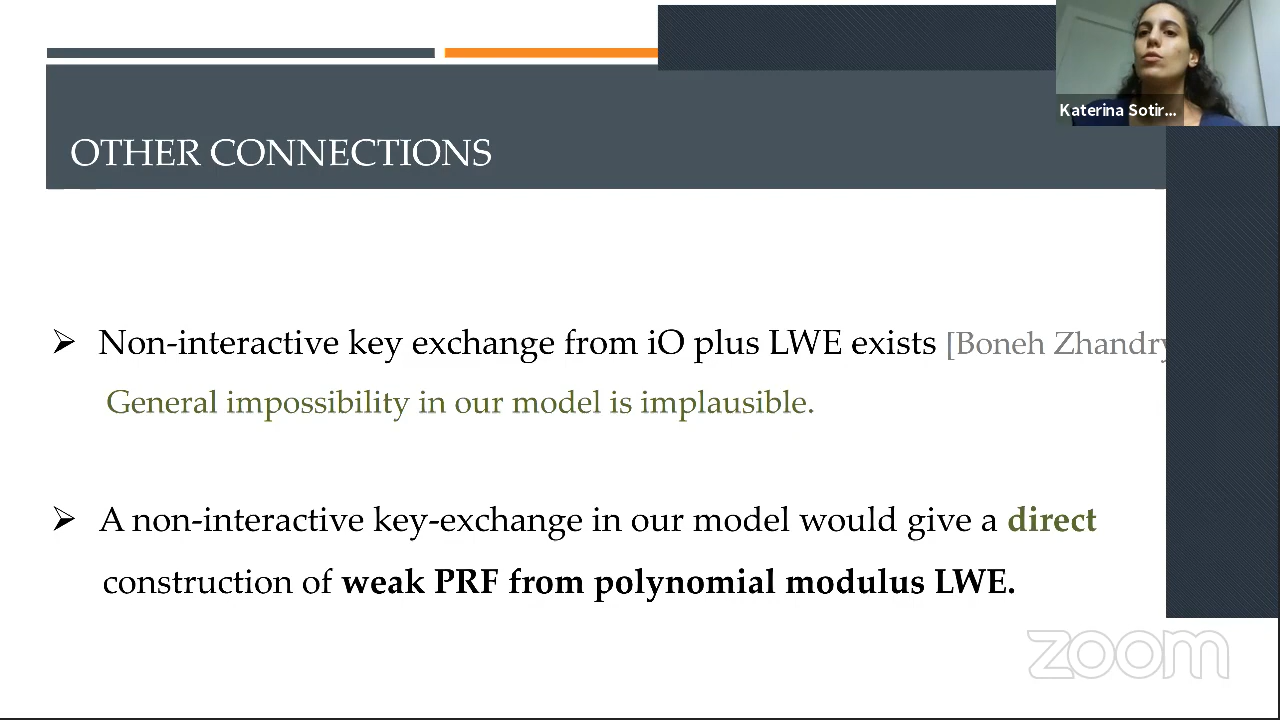 Katerina Sotir...
OTHER CONNECTIONS
➢ Non-interactive key exchange from iO plus LWE exists [Boneh Zhandry
General impossibility in our model is implausible.
➢ A non-interactive key-exchange in our model would give a direct
construction of weak PRF from polynomial modulus LWE.
zoom